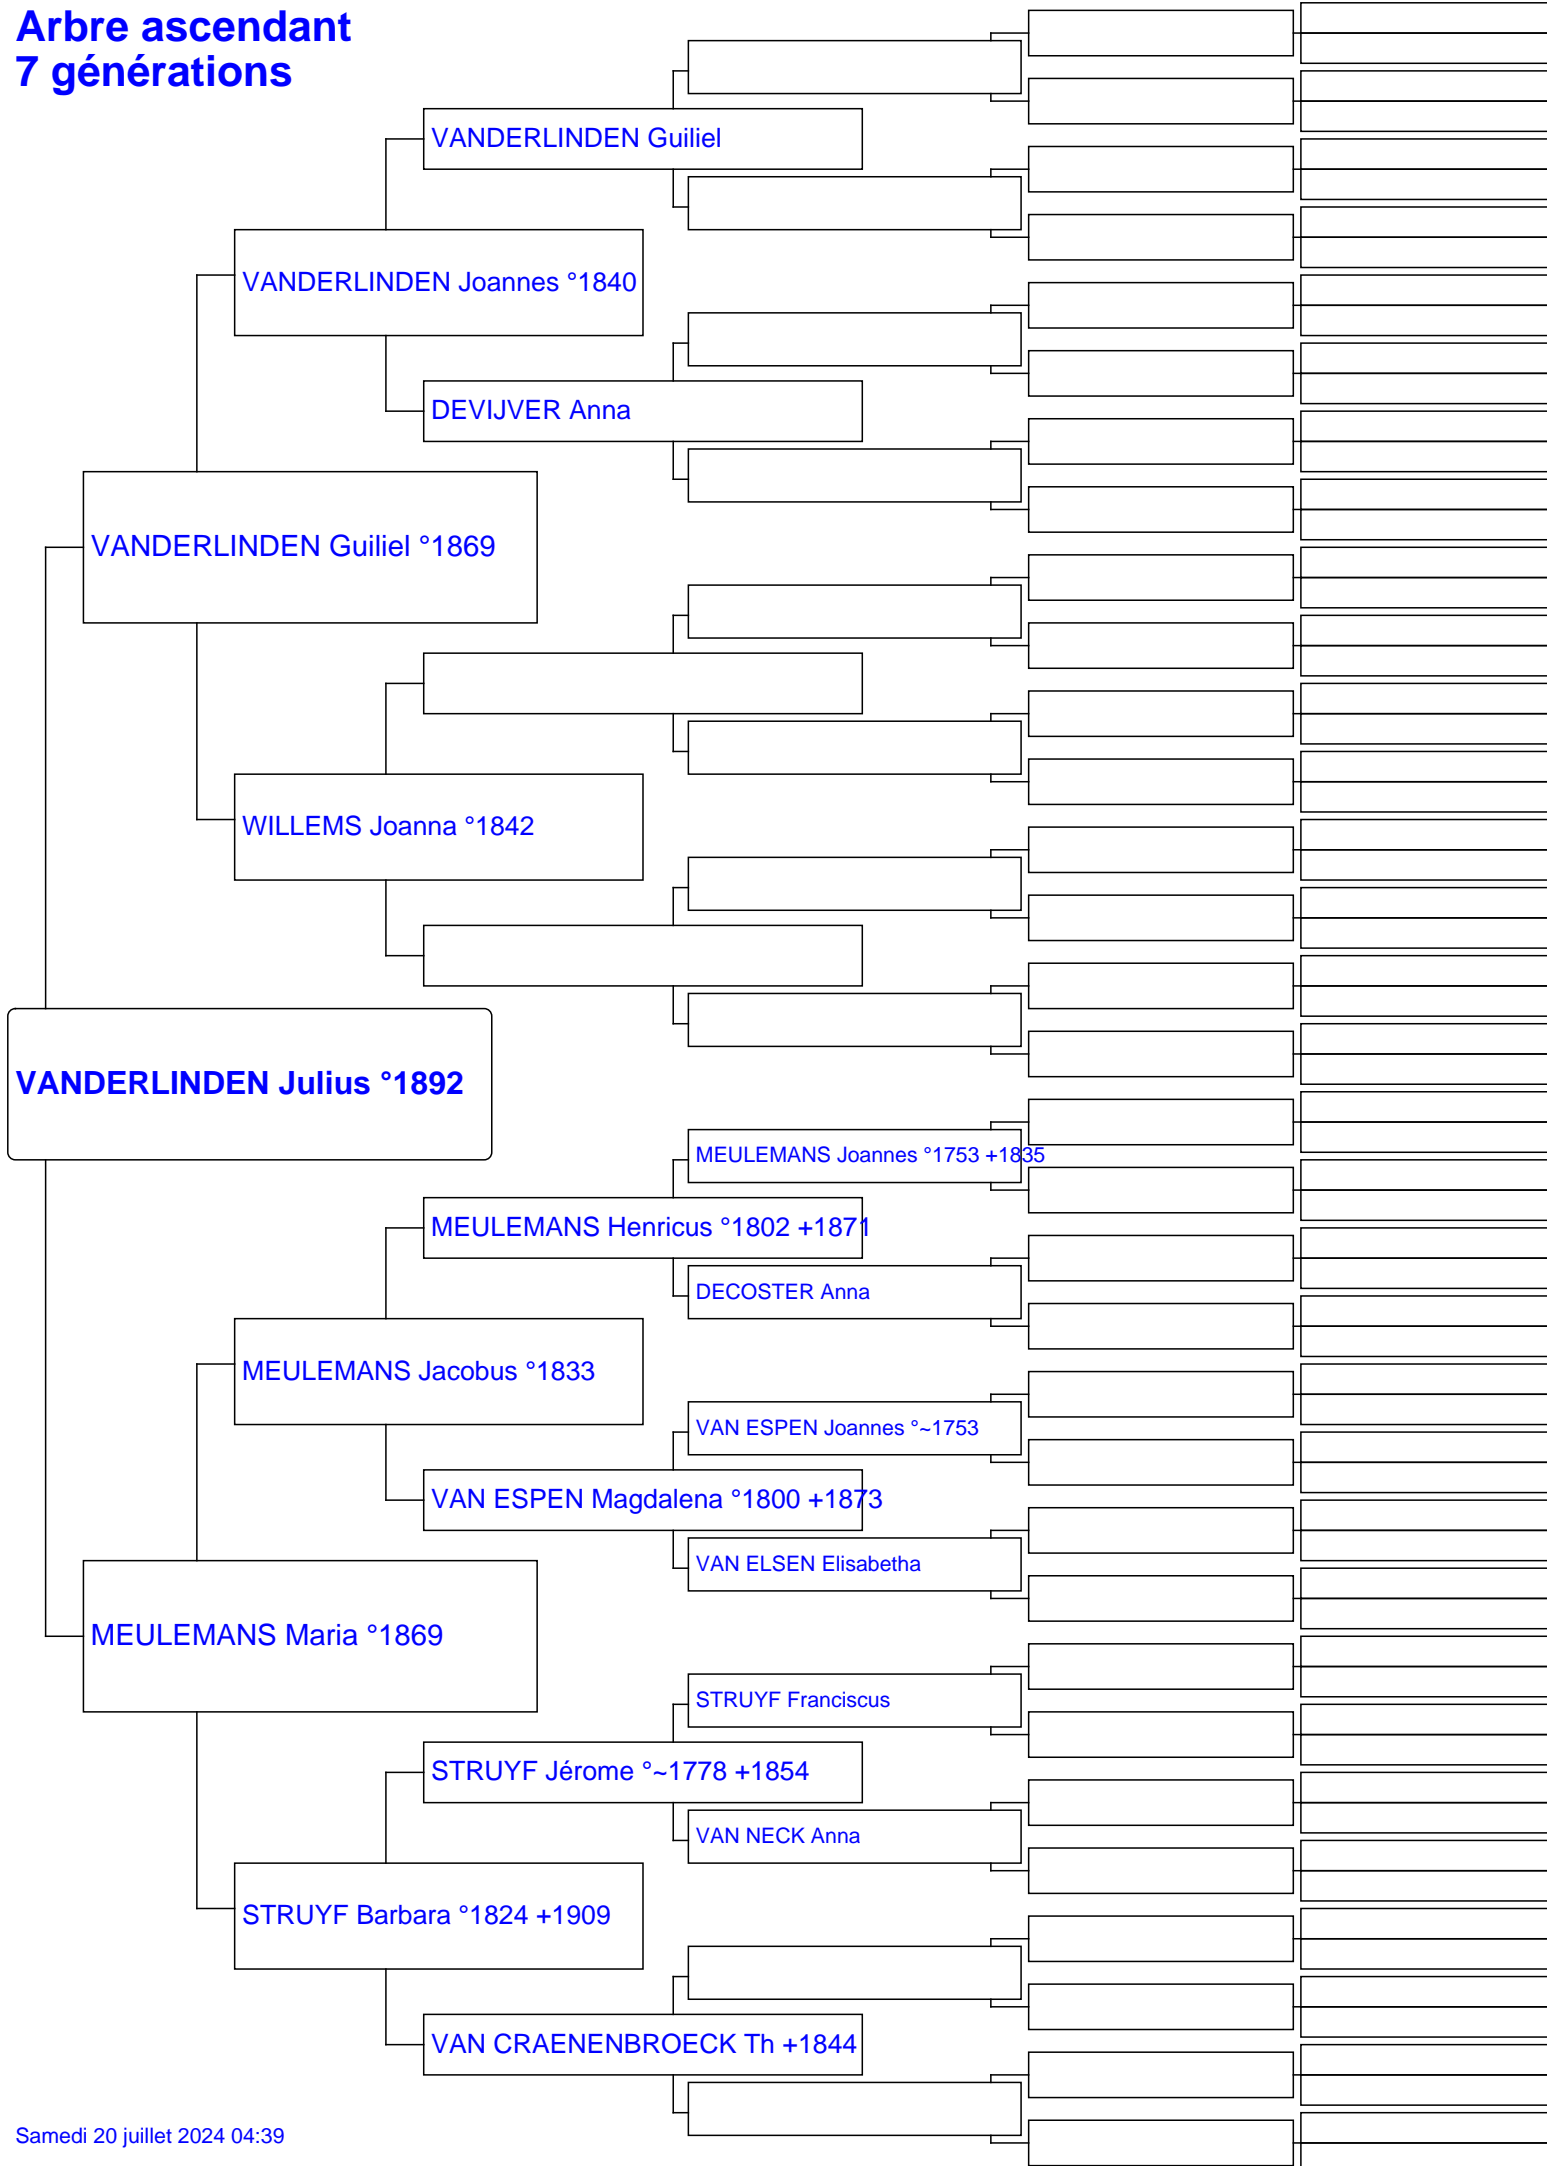 Arbre ascendant
7 générations
VANDERLINDEN Guiliel
VANDERLINDEN Joannes °1840
DEVIJVER Anna
VANDERLINDEN Guiliel °1869
WILLEMS Joanna °1842
VANDERLINDEN Julius °1892
MEULEMANS Joannes °1753 +1835
MEULEMANS Henricus °1802 +1871
DECOSTER Anna
MEULEMANS Jacobus °1833
VAN ESPEN Joannes °~1753
VAN ESPEN Magdalena °1800 +1873
VAN ELSEN Elisabetha
MEULEMANS Maria °1869
STRUYF Franciscus
STRUYF Jérome °~1778 +1854
VAN NECK Anna
STRUYF Barbara °1824 +1909
VAN CRAENENBROECK Th +1844
Samedi 20 juillet 2024 04:39